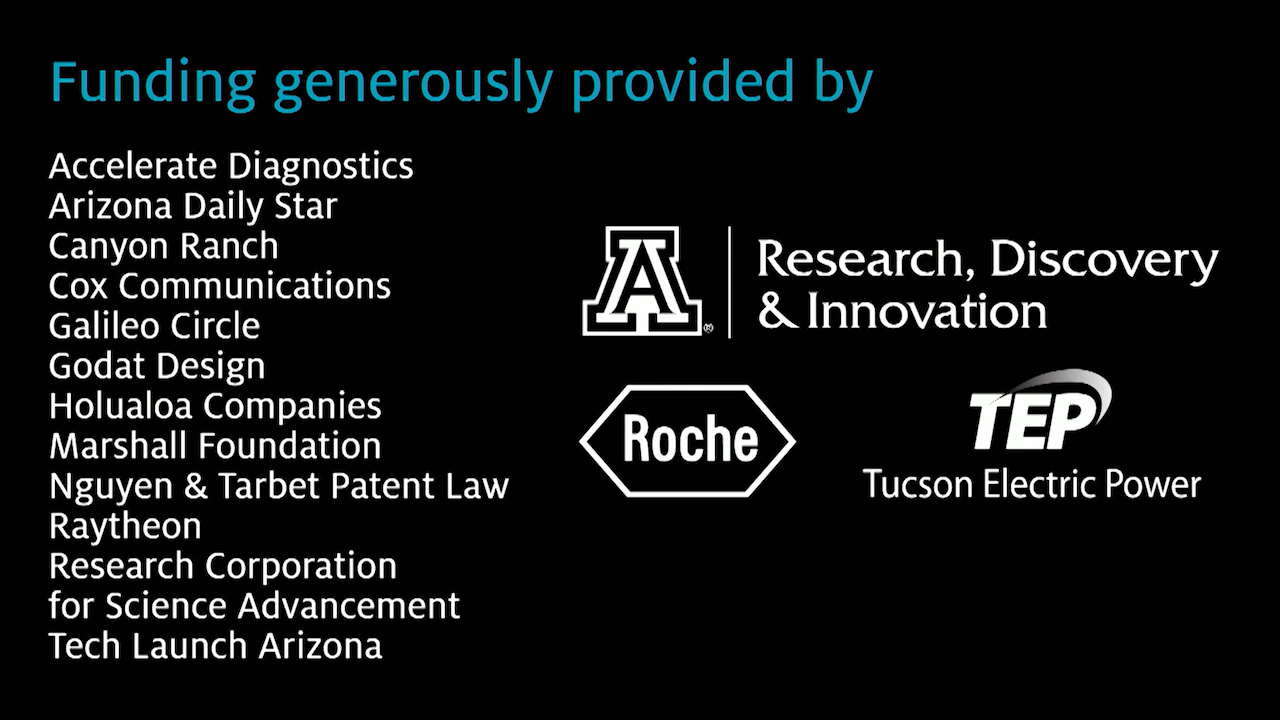 Funding generously provided by
Accelerate Diagnostics
Arizona Daily Star
Canyon Ranch
Cox Communications
Galileo Circle
Godat Design
Holualoa Companies
Marshall Foundation
Nguyen & Tarbet Patent Law
Raytheon
Research Corporation
for Science Advancement
Tech Launch Arizona
A®
Research, Discovery
& Innovation
Roche
TEP
Tucson Electric Power